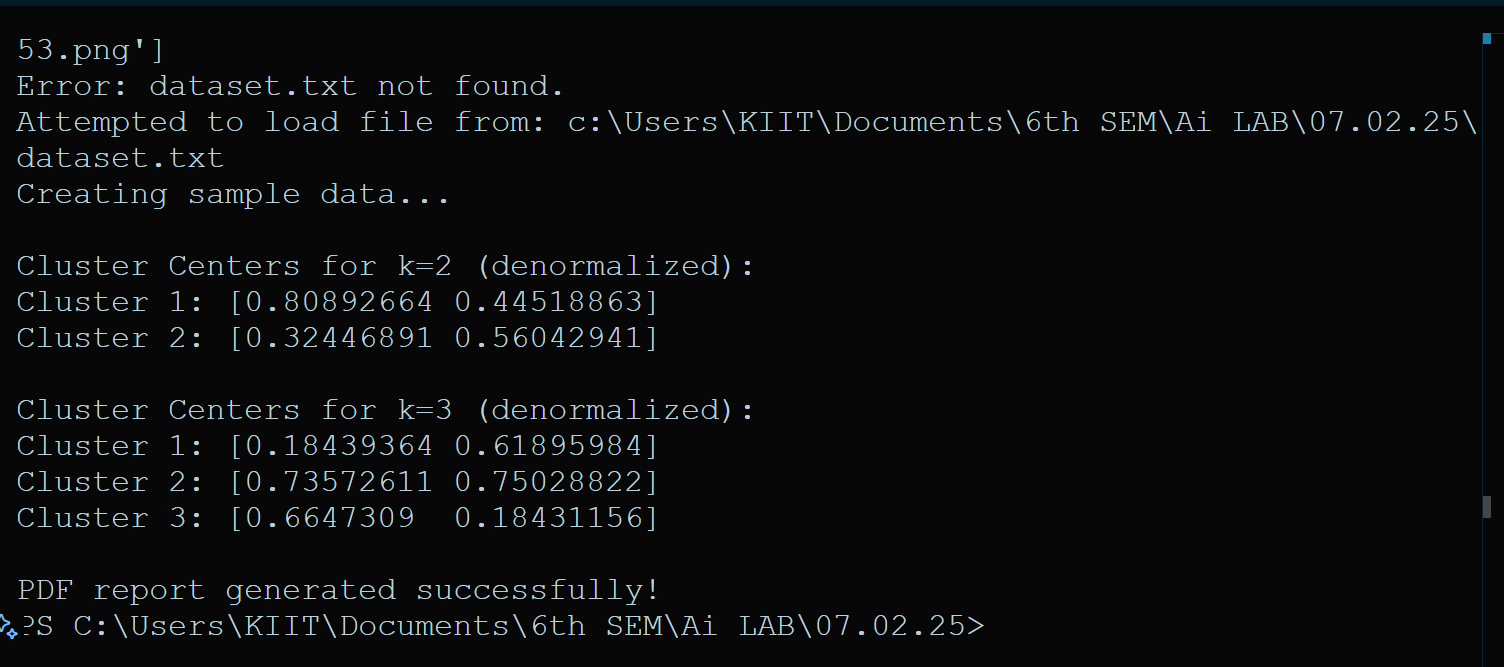 53.png']
Error: dataset.txt not found.
Attempted to load file from: c:\Users\KIIT\Documents\6th SEM\Ai LAB\07.02.25\
dataset.txt
Creating sample data...
Cluster Centers for k=2 (denormalized):
Cluster 1: [0.80892664 0.44518863]
Cluster 2: [0.32446891 0.56042941]
Cluster Centers for k=3 (denormalized):
Cluster 1: [0.18439364 0.61895984]
Cluster 2: [0.73572611 0.75028822]
Cluster 3: [0.6647309  0.18431156]
PDF report generated successfully!
PS C:\Users\KIIT\Documents\6th SEM\Ai LAB\07.02.25>